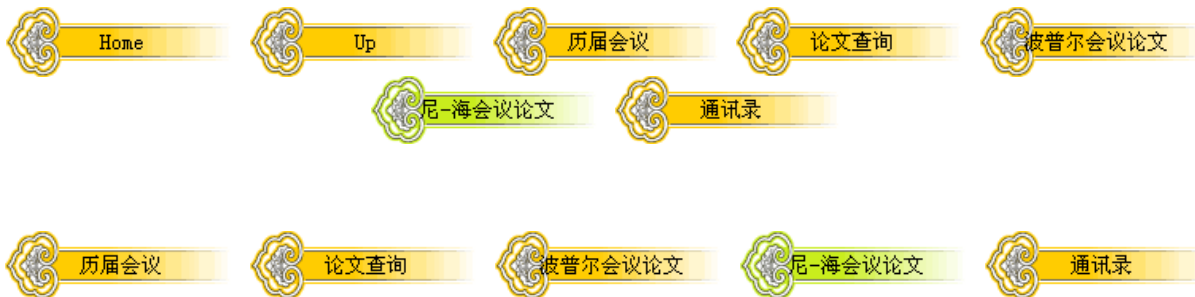 Home Up 历届会议 论文查询 波普尔会议论文
尼-海会议论文 通讯录
历届会议 论文查询 波普尔会议论文 尼-海会议论文 通讯录